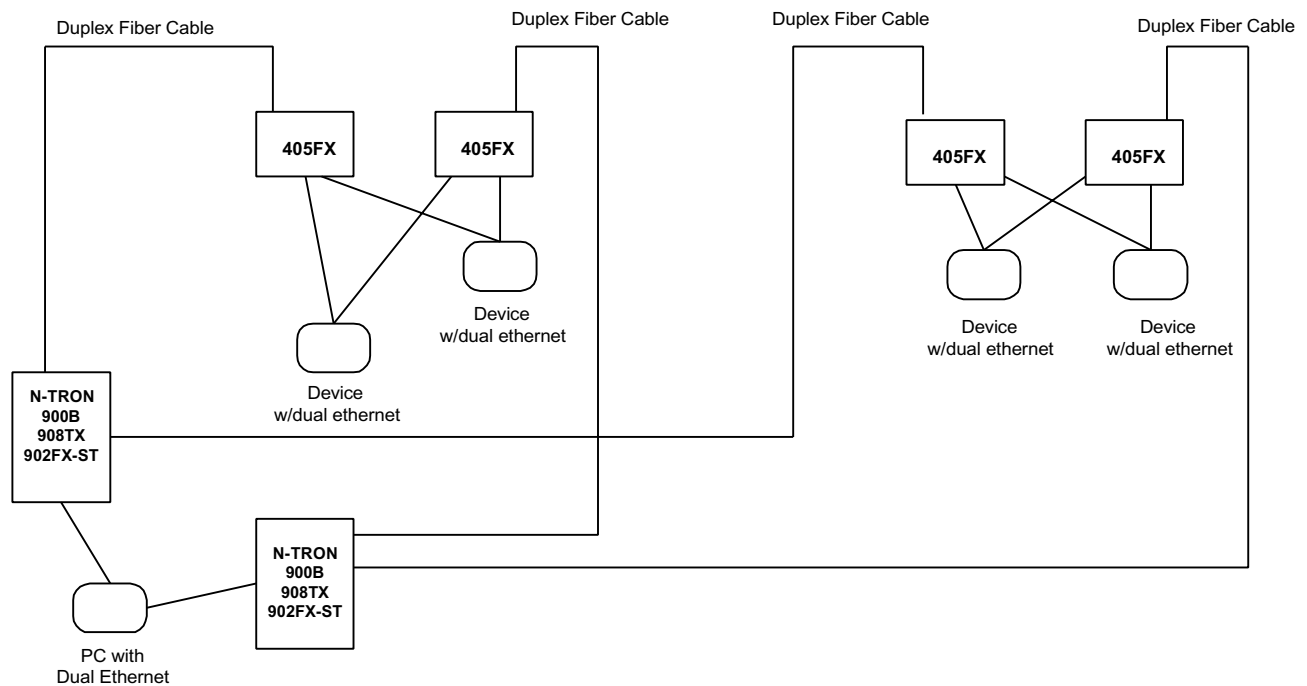 Duplex Fiber Cable
Duplex Fiber Cable
Duplex Fiber Cable
Duplex Fiber Cable
405FX
405FX
405FX
405FX
Device
w/dual ethernet
Device
w/dual ethernet
Device
w/dual ethernet
Device
w/dual ethernet
N-TRON
900B
908TX
902FX-ST
N-TRON
900B
908TX
902FX-ST
PC with
Dual Ethernet